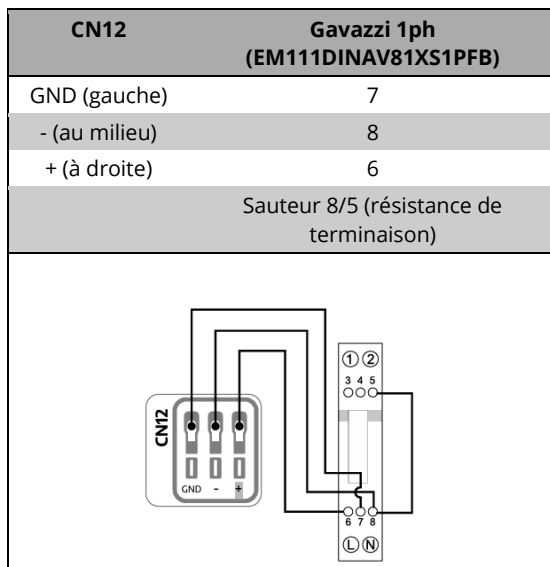 CN12
Gavazzi 1ph
(EM111DINAV81XS1PFB)
GND (gauche)
7
- (au milieu)
8
+ (à droite)
6
Sauteur 8/5 (résistance de
terminaison)
CN12
GND - +
1 2
3 4 5
6 7 8
L N